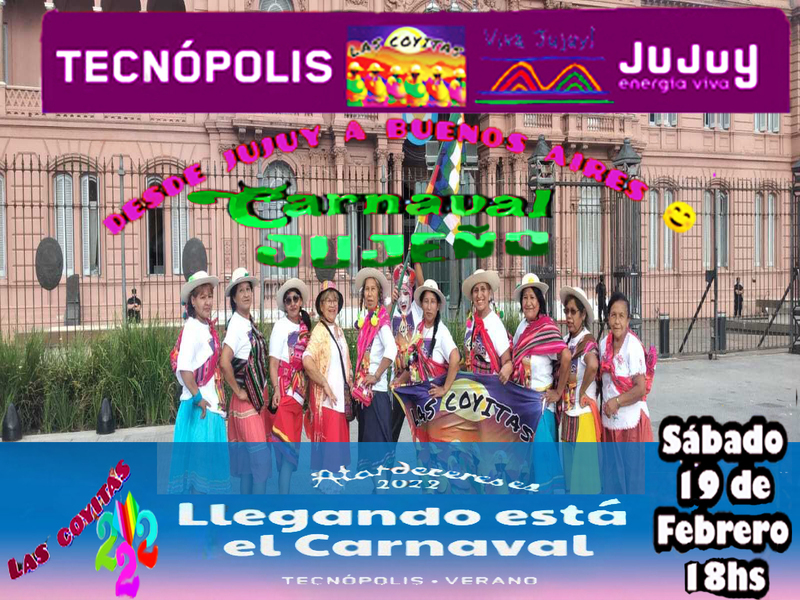 TECNÓPOLIS
LAS COYITAS
Viva Jujuy!
JuJuy
energía viva
DESDE JUJUY A BUENOS AIRES
Carnaval
JUJEÑO
LAS COYITAS
Atardeceres
2022
Llegando está
el Carnaval
TECNÓPOLIS • VERANO
LAS COYITAS
2022
Sábado
19 de
Febrero
18hs